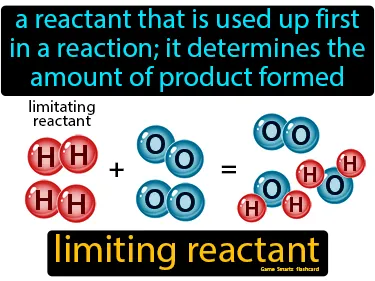 a reactant that is used up first
in a reaction; it determines the
amount of product formed
limitating
reactant
H H + O O = O O
H H O O H O H
H H O
limiting reactant
Game Smartz flashcard